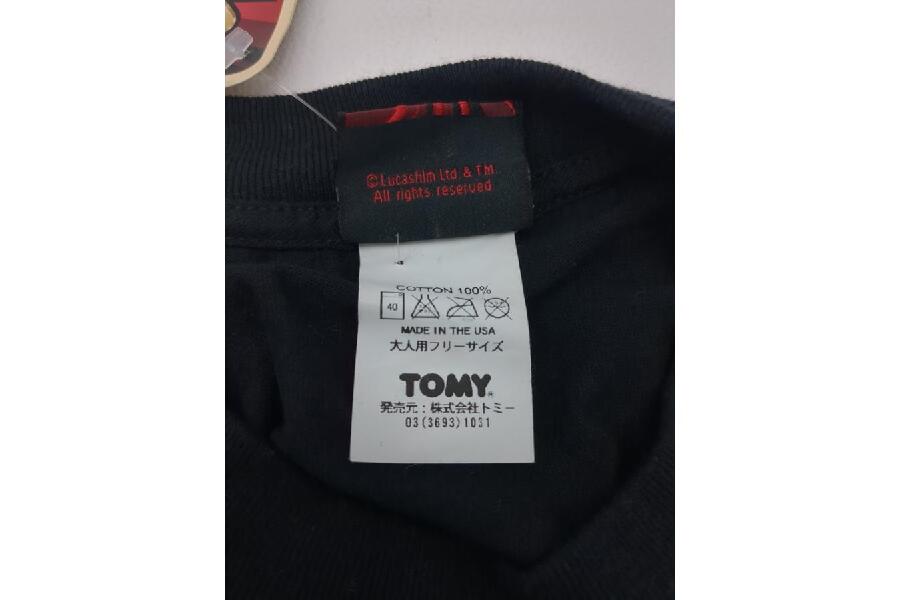 ©Lucasfilm Ltd. & TM.
All rights reserved.
COTTON 100%
40
MADE IN THE USA
大人用フリーサイズ
TOMY®
発売元：株式会社トミー
03(3693)1031